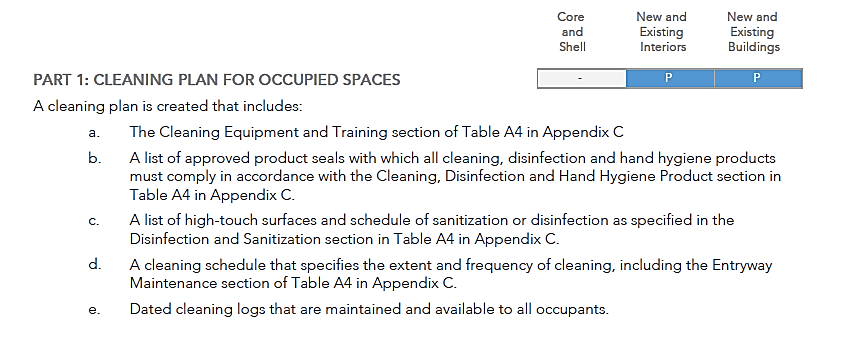 Core and Shell
New and Existing Interiors
New and Existing Buildings
PART 1: CLEANING PLAN FOR OCCUPIED SPACES
- P P
A cleaning plan is created that includes:
a. The Cleaning Equipment and Training section of Table A4 in Appendix C
b. A list of approved product seals with which all cleaning, disinfection and hand hygiene products
must comply in accordance with the Cleaning, Disinfection and Hand Hygiene Product section in
Table A4 in Appendix C.
c. A list of high-touch surfaces and schedule of sanitization or disinfection as specified in the
Disinfection and Sanitization section in Table A4 in Appendix C.
d. A cleaning schedule that specifies the extent and frequency of cleaning, including the Entryway
Maintenance section of Table A4 in Appendix C.
e. Dated cleaning logs that are maintained and available to all occupants.